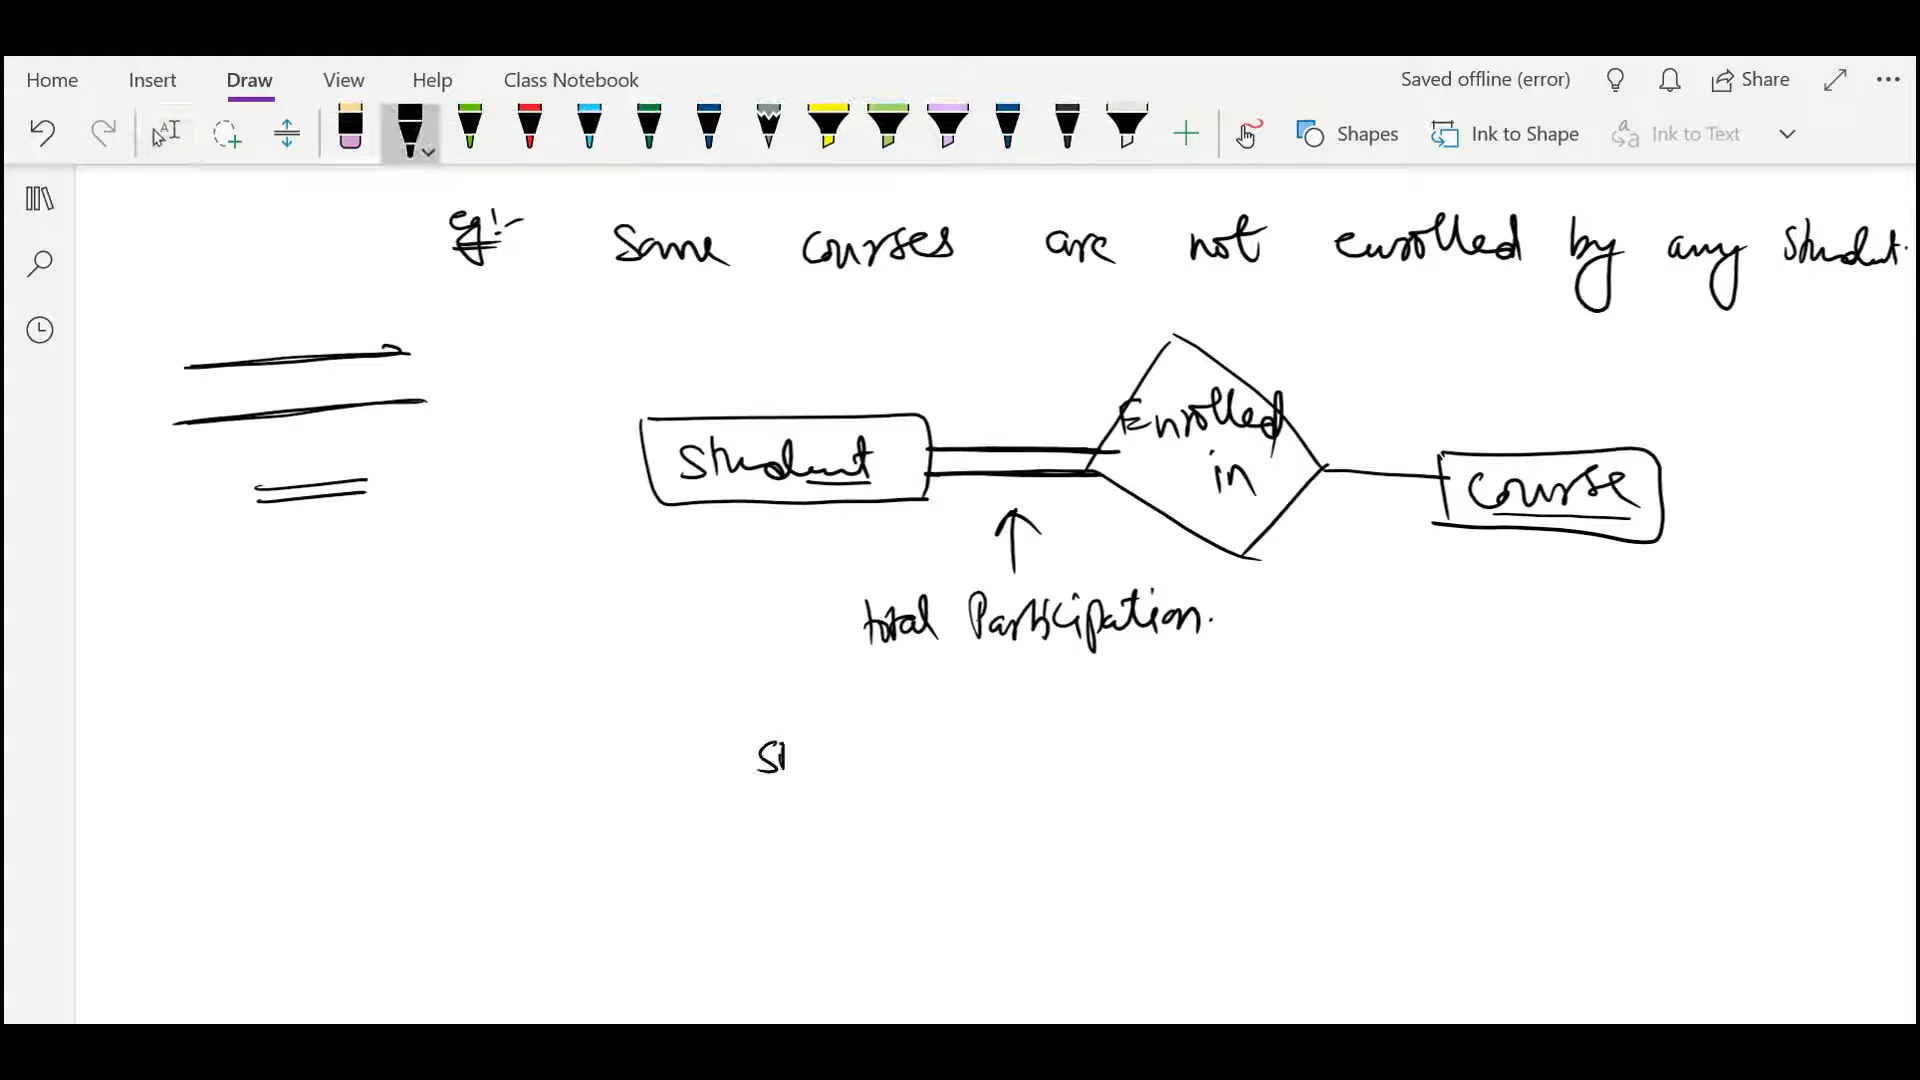 Home Insert Draw View Help Class Notebook Saved offline (error) Share
Shapes Ink to Shape Ink to Text
eg:- Some courses are not enrolled by any student.
Student Enrolled in Course
total Participation.